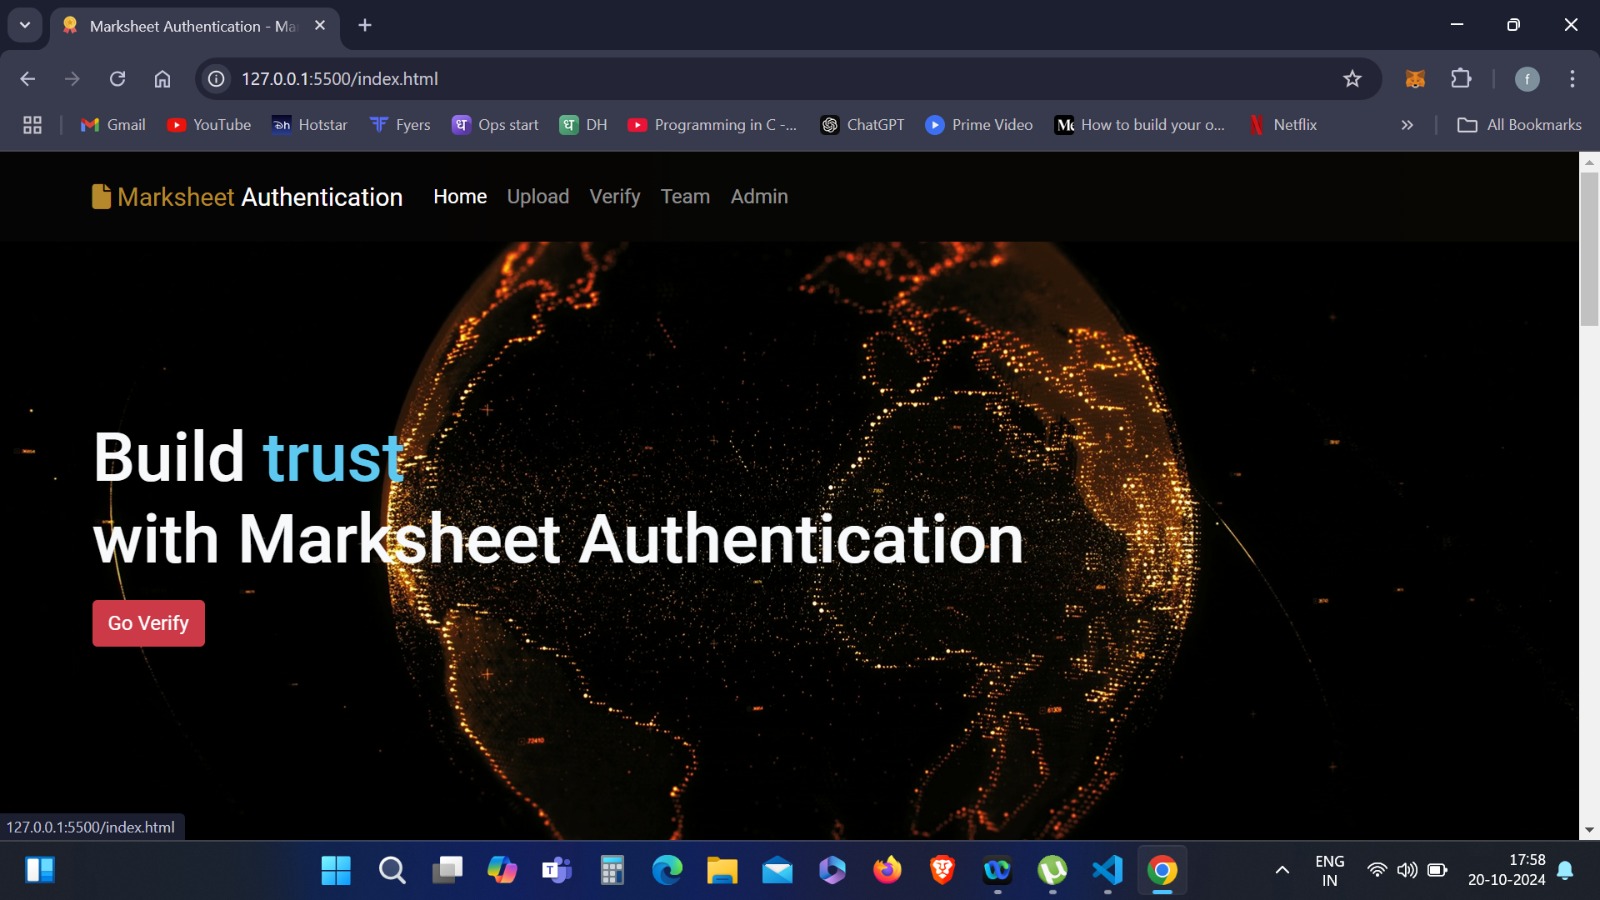 Marksheet Authentication - Ma
127.0.0.1:5500/index.html
f
Gmail YouTube Hotstar Fyers Ops start DH Programming in C -... ChatGPT Prime Video How to build your o... Netflix » All Bookmarks
Marksheet Authentication Home Upload Verify Team Admin
Build trust
with Marksheet Authentication
Go Verify
127.0.0.1:5500/index.html
ENG 17:58
IN 20-10-2024